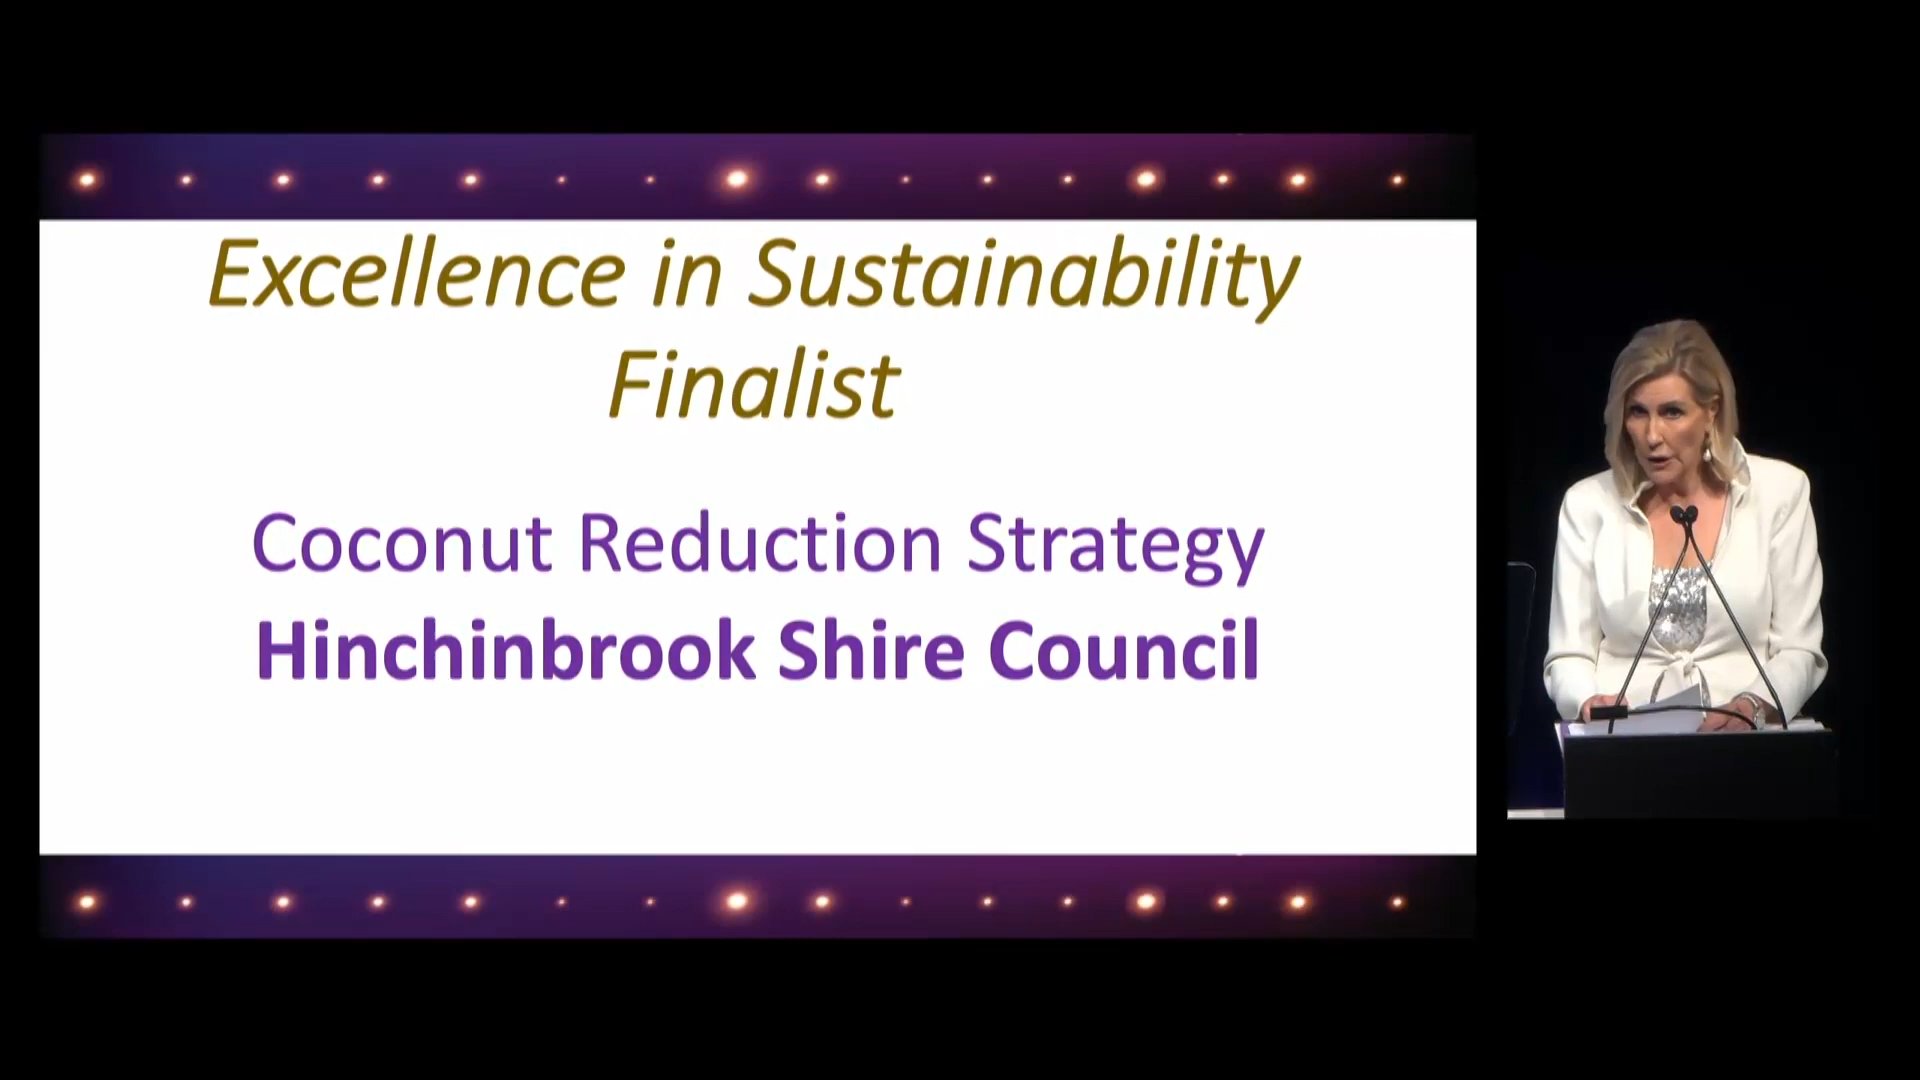 Excellence in Sustainability
Finalist
Coconut Reduction Strategy
Hinchinbrook Shire Council